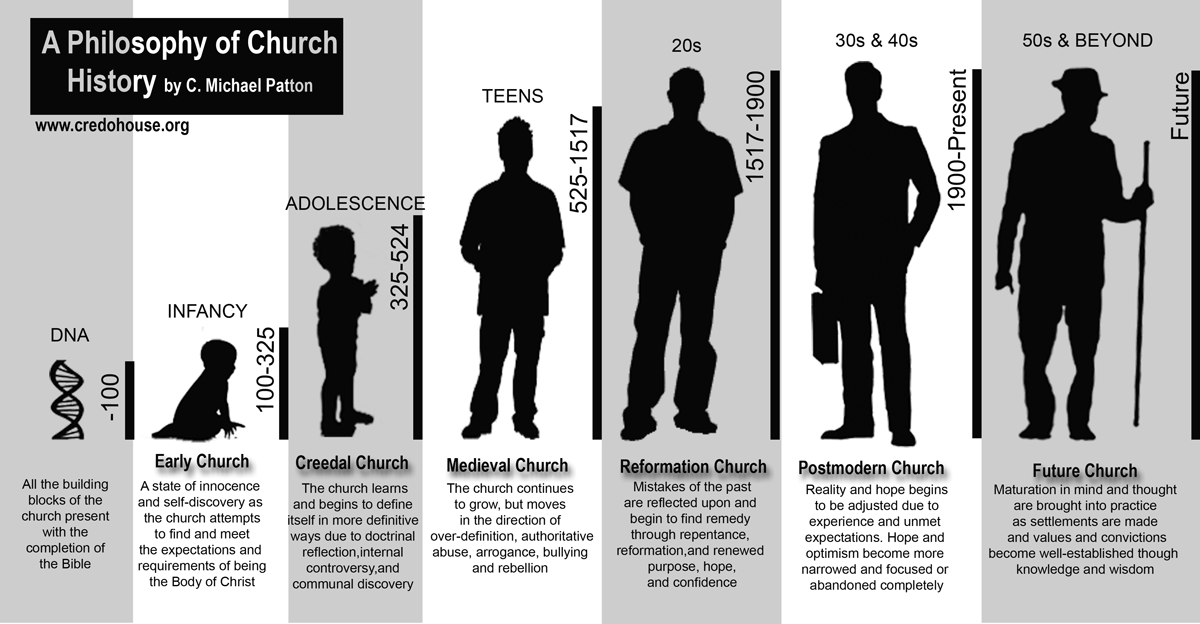 A Philosophy of Church
History by C. Michael Patton
www.credohouse.org
DNA
-100
All the building
blocks of the
church present
with the
completion of
the Bible
INFANCY
100-325
Early Church
A state of innocence
and self-discovery as
the church attempts
to find and meet
the expectations and
requirements of being
the Body of Christ
ADOLESCENCE
325-524
Creedal Church
The church learns
and begins to define
itself in more definitive
ways due to doctrinal
reflection,internal
controversy,and
communal discovery
TEENS
525-1517
Medieval Church
The church continues
to grow, but moves
in the direction of
over-definition, authoritative
abuse, arrogance, bullying
and rebellion
20s
1517-1900
Reformation Church
Mistakes of the past
are reflected upon and
begin to find remedy
through repentance,
reformation,and renewed
purpose, hope,
and confidence
30s & 40s
1900-Present
Postmodern Church
Reality and hope begins
to be adjusted due to
experience and unmet
expectations. Hope and
optimism become more
narrowed and focused or
abandoned completely
50s & BEYOND
Future
Future Church
Maturation in mind and thought
are brought into practice
as settlements are made
and values and convictions
become well-established though
knowledge and wisdom